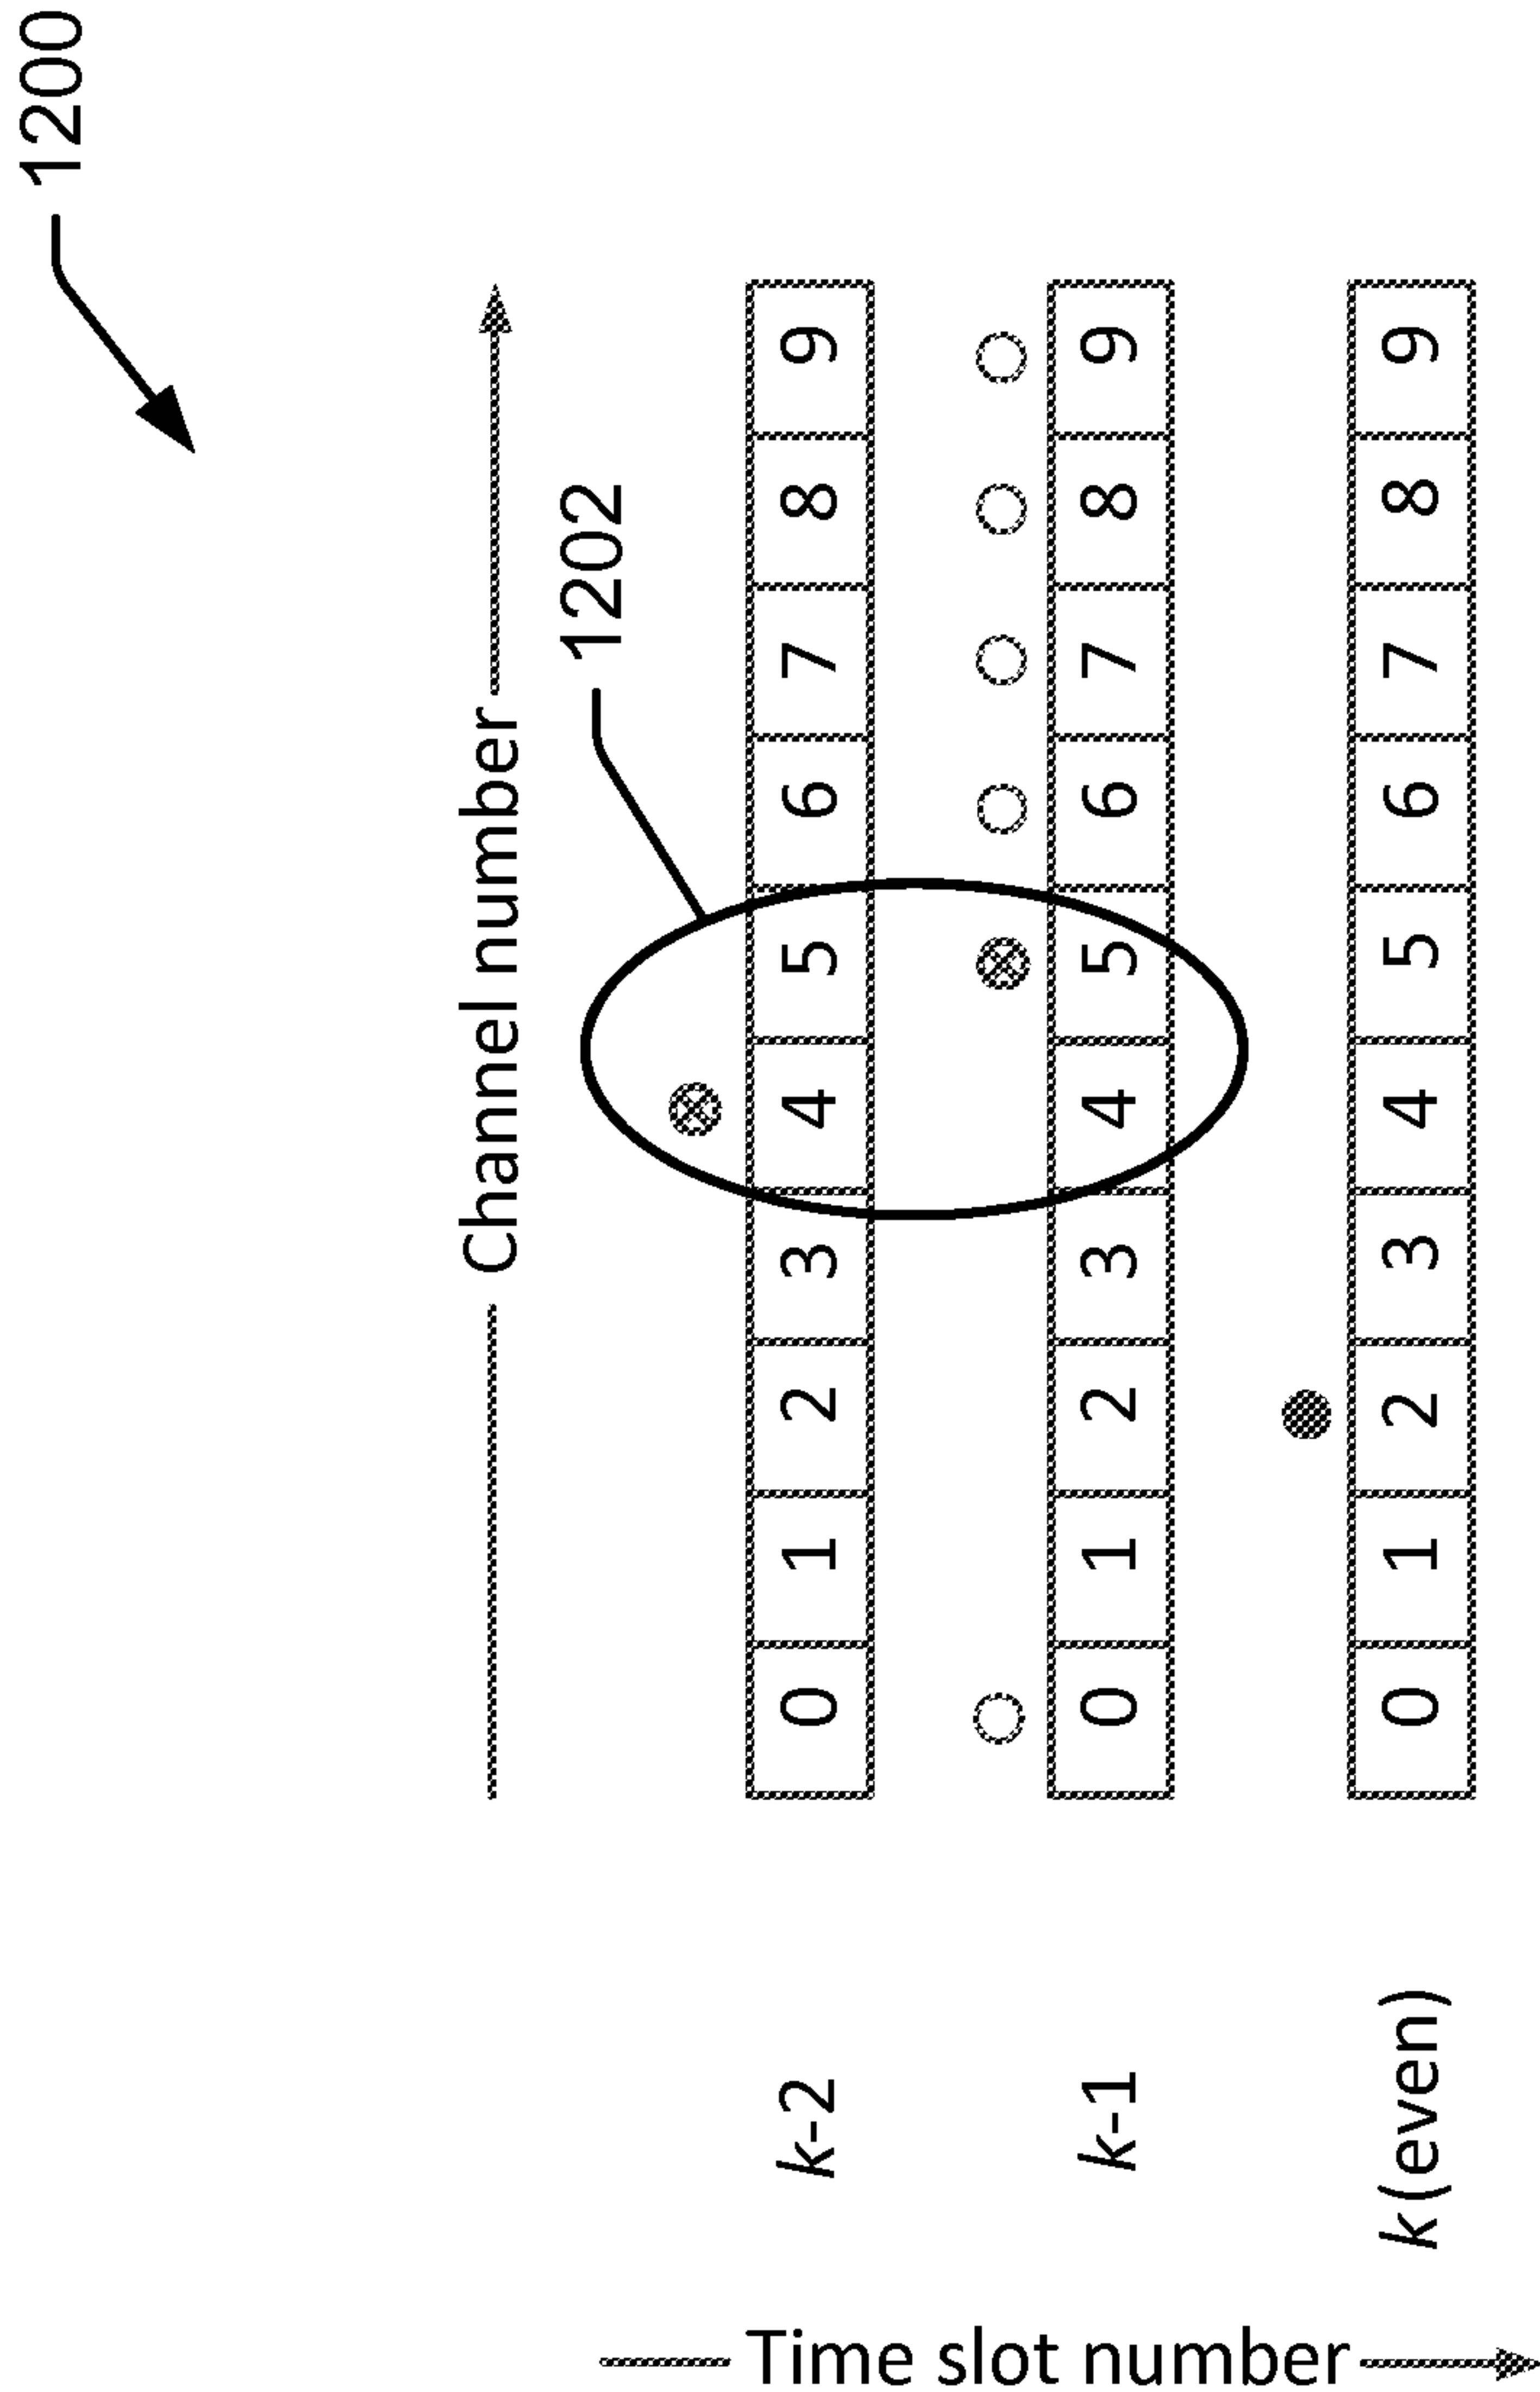 1200
Channel number
1202
k-2
0 1 2 3 4 5 6 7 8 9
k-1
0 1 2 3 4 5 6 7 8 9
k (even)
0 1 2 3 4 5 6 7 8 9
Time slot number